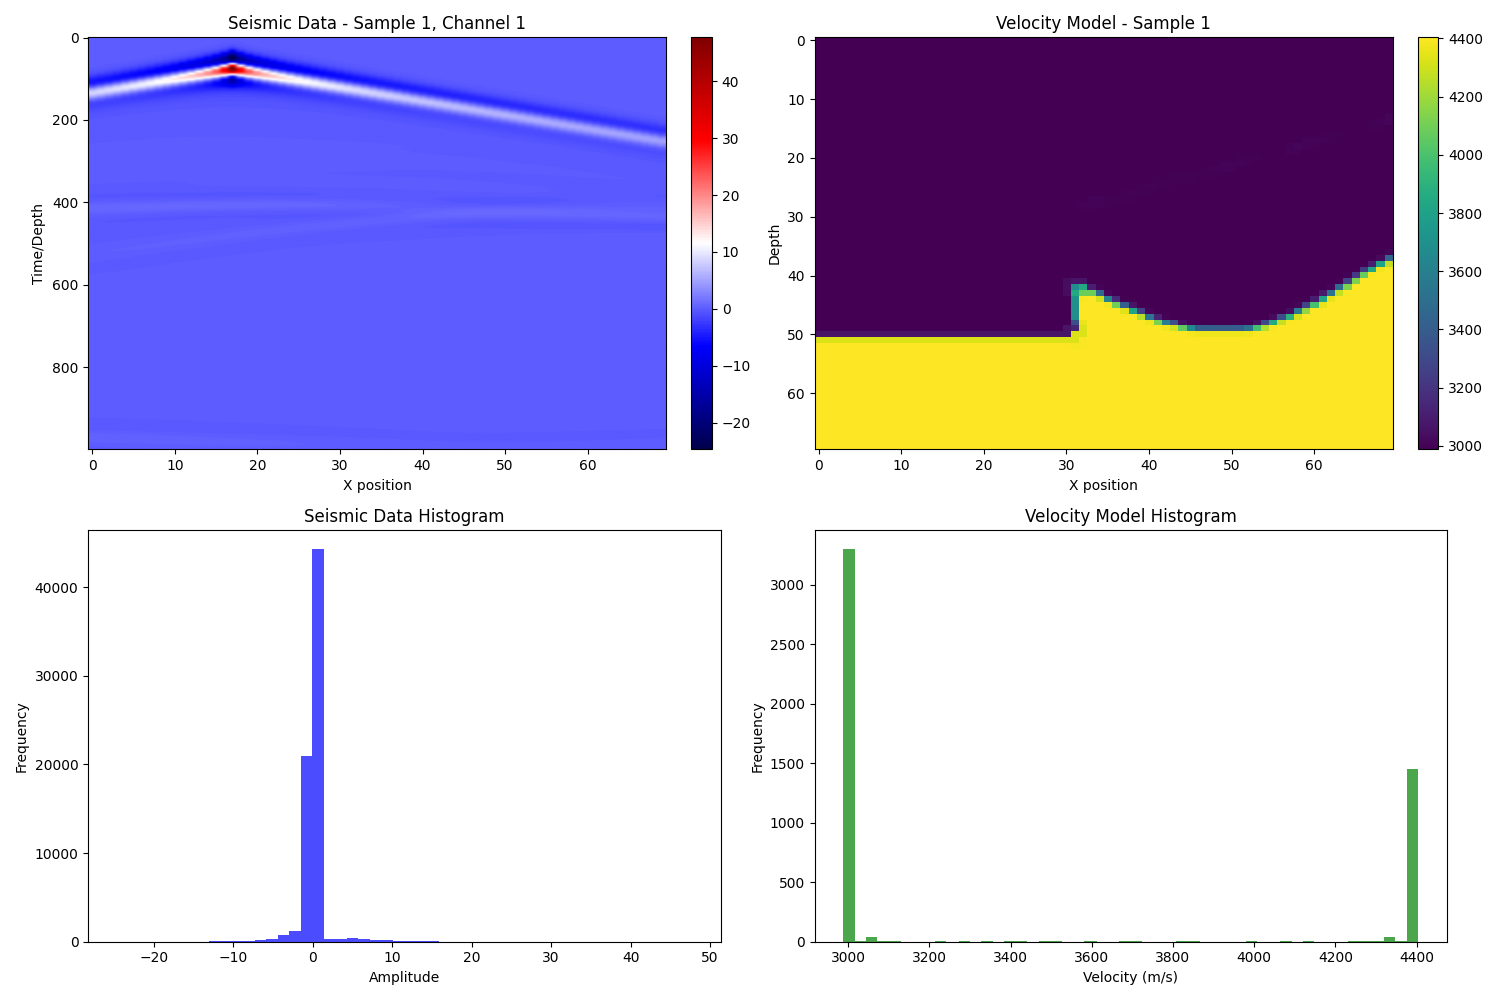 Seismic Data - Sample 1, Channel 1
Time/Depth
0
200
400
600
800
0 10 20 30 40 50 60
X position
40
30
20
10
0
−10
−20
Velocity Model - Sample 1
Depth
0
10
20
30
40
50
60
0 10 20 30 40 50 60
X position
4400
4200
4000
3800
3600
3400
3200
3000
Seismic Data Histogram
Frequency
40000
30000
20000
10000
0
−20 −10 0 10 20 30 40 50
Amplitude
Velocity Model Histogram
Frequency
3000
2500
2000
1500
1000
500
0
3000 3200 3400 3600 3800 4000 4200 4400
Velocity (m/s)